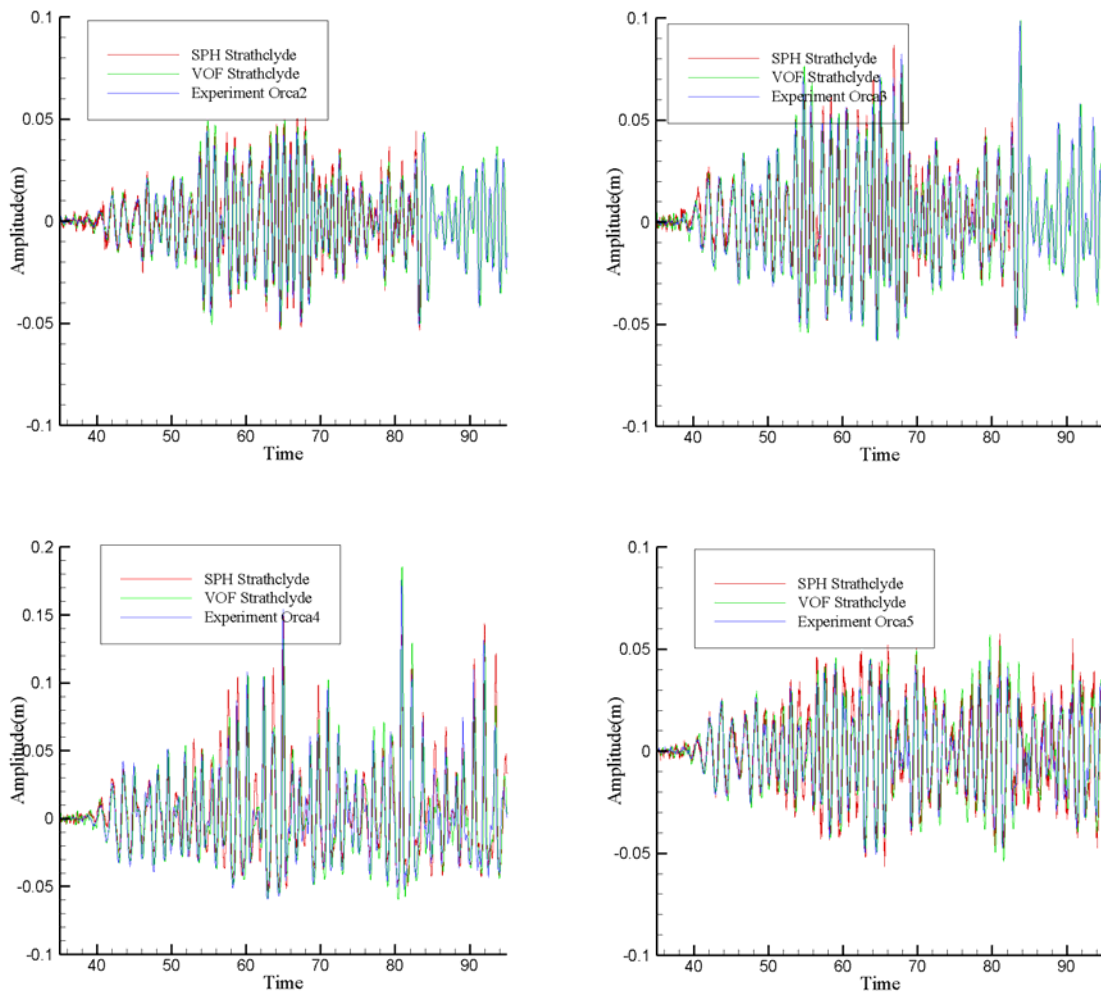 0.1
SPH Strathclyde
VOF Strathclyde
Experiment Orca2
0.05
0
-0.05
-0.1
Amplitude(m)
40 50 60 70 80 90
Time
0.1
SPH Strathclyde
VOF Strathclyde
Experiment Orca3
0.05
0
-0.05
-0.1
Amplitude(m)
40 50 60 70 80 90
Time
0.2
SPH Strathclyde
VOF Strathclyde
Experiment Orca4
0.15
0.1
0.05
0
-0.05
-0.1
Amplitude(m)
40 50 60 70 80 90
Time
0.1
SPH Strathclyde
VOF Strathclyde
Experiment Orca5
0.05
0
-0.05
-0.1
Amplitude(m)
40 50 60 70 80 90
Time